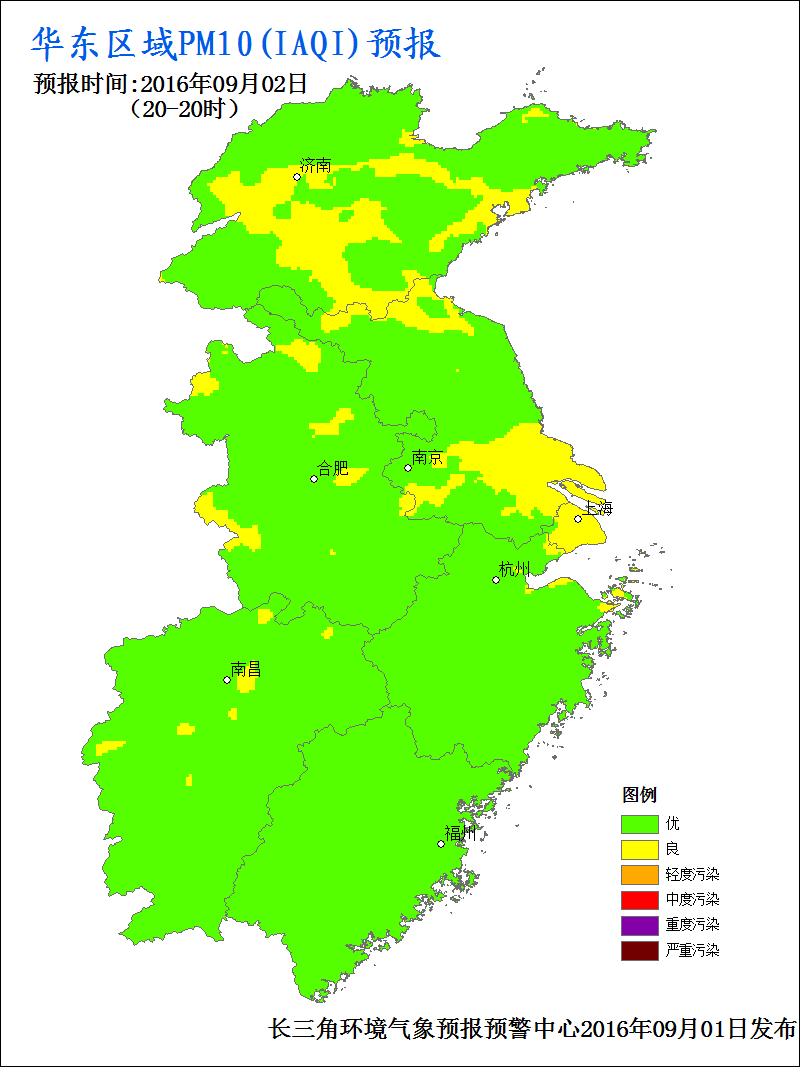 华东区域PM10(IAQI)预报
预报时间:2016年09月02日
（20-20时）
济南
合肥
南京
上海
杭州
南昌
福州
图例
优
良
轻度污染
中度污染
重度污染
严重污染
长三角环境气象预报预警中心2016年09月01日发布